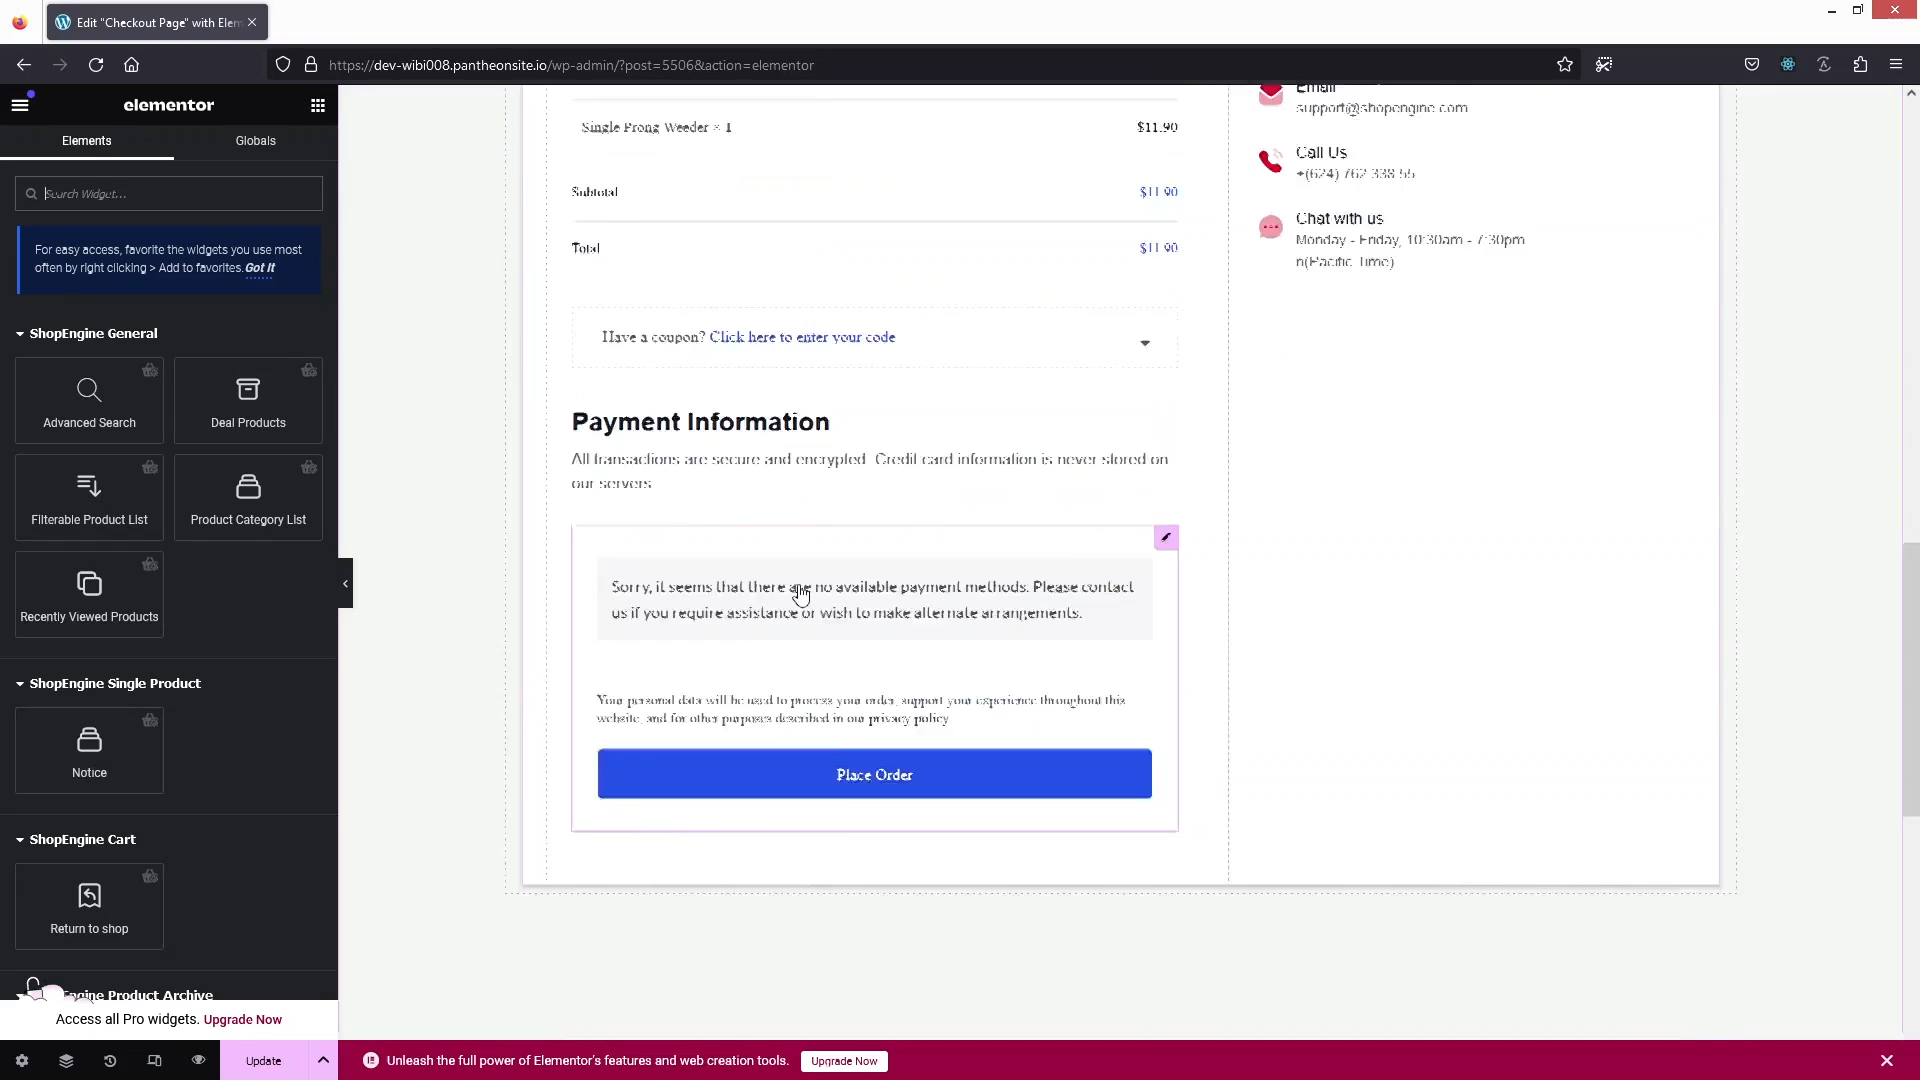 Edit "Checkout Page" with Elem
https://dev-wibi008.pantheonsite.io/wp-admin/?post=5506&action=elementor
elementor
Elements
Globals
Search Widget...
For easy access, favorite the widgets you use most
often by right clicking > Add to favorites. Got It
ShopEngine General
Advanced Search
Deal Products
Filterable Product List
Product Category List
Recently Viewed Products
ShopEngine Single Product
Notice
ShopEngine Cart
Return to shop
Engine Product Archive
Access all Pro widgets. Upgrade Now
Update
Single Prong Weeder × 1
$11.90
Subtotal
$11.90
Total
$11.90
Have a coupon? Click here to enter your code
Payment Information
All transactions are secure and encrypted. Credit card information is never stored on
our servers
Sorry, it seems that there are no available payment methods. Please contact
us if you require assistance or wish to make alternate arrangements.
Your personal data will be used to process your order, support your experience throughout this
website, and for other purposes described in our privacy policy
Place Order
Email
support@shopengine.com
Call Us
+(624) 762 338 55
Chat with us
Monday - Friday, 10:30am - 7:30pm
n(Pacific Time)
Unleash the full power of Elementor's features and web creation tools.
Upgrade Now